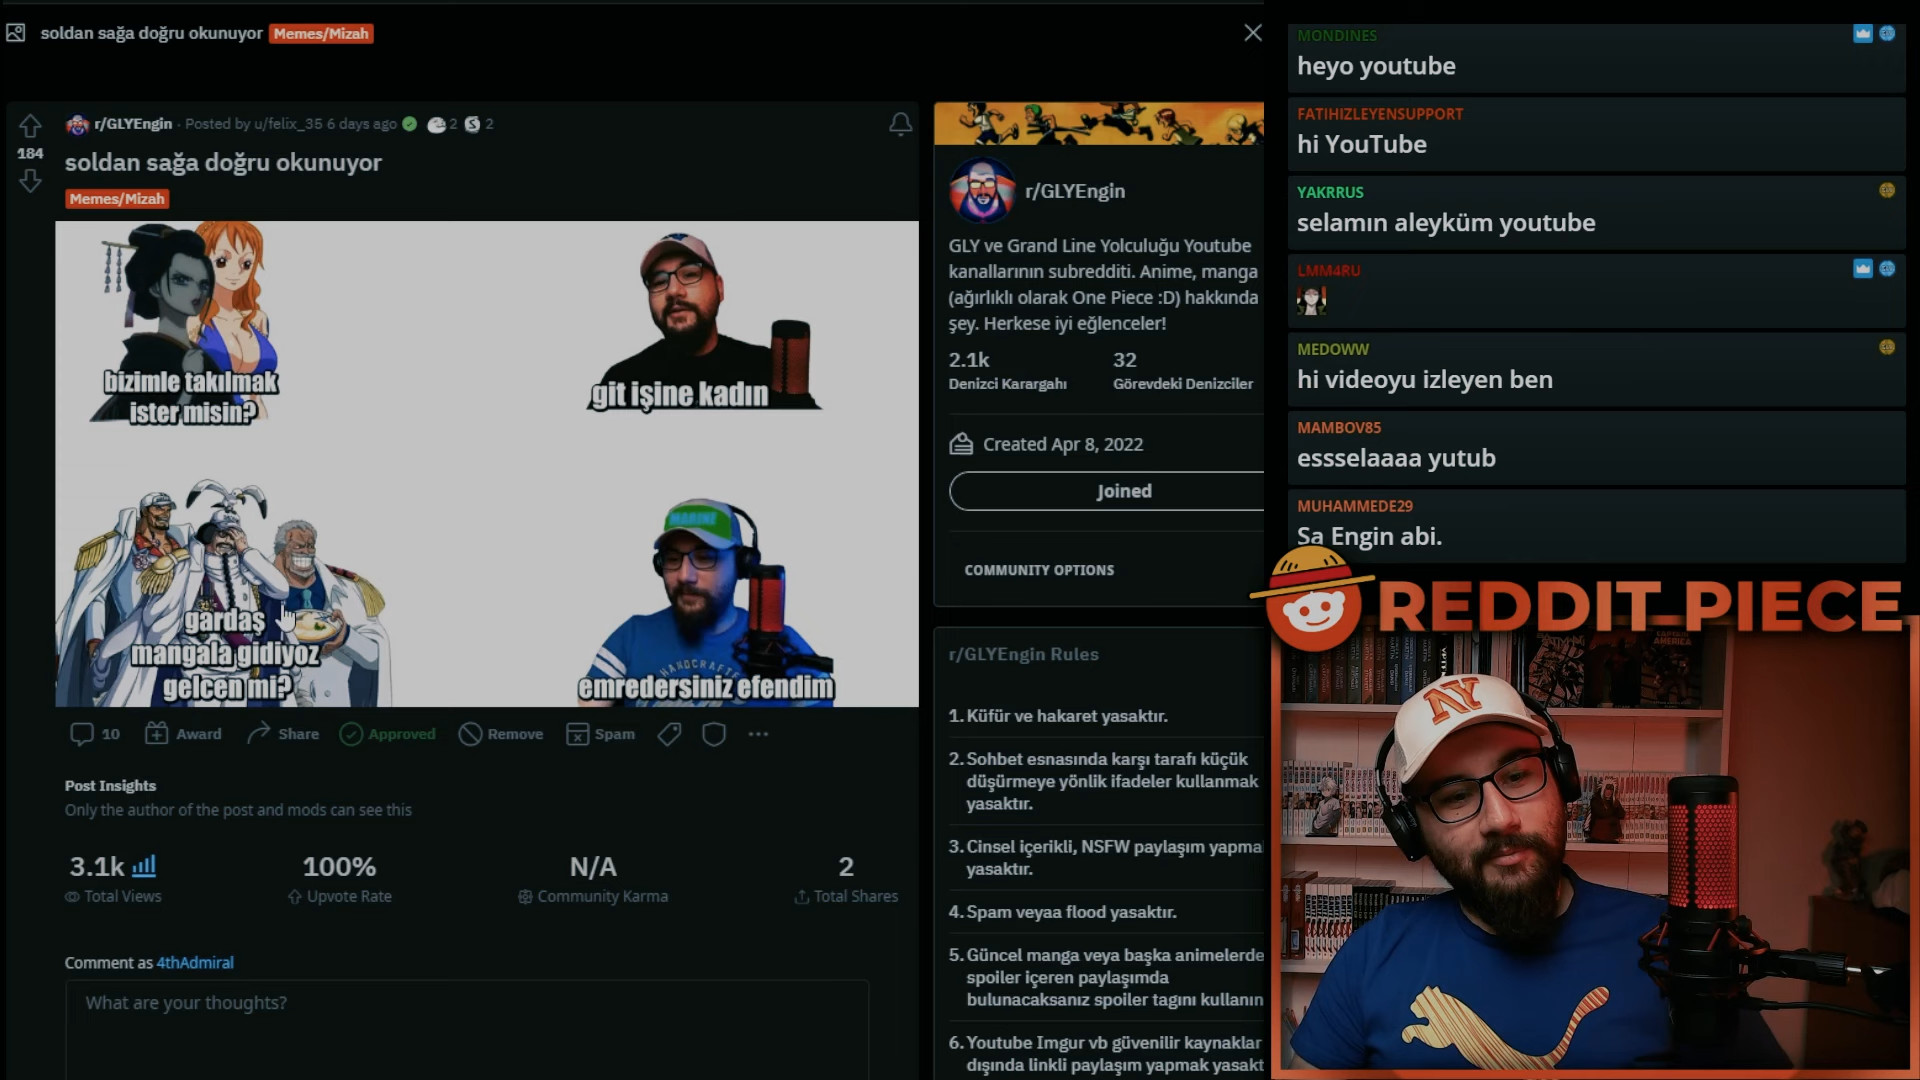 soldan sağa doğru okunuyor Memes/Mizah
184
r/GLYEngin · Posted by u/felix_35 6 days ago 2 2
soldan sağa doğru okunuyor
Memes/Mizah
bizimle takılmak
ister misin?
git işine kadın
gardaş
mangala gidiyoz
gelcen mi?
MARINE
HANDCRAFTE
emredersiniz efendim
10 Award Share Approved Remove Spam
Post Insights
Only the author of the post and mods can see this
3.1k 100% N/A 2
Total Views Upvote Rate Community Karma Total Shares
Comment as 4thAdmiral
What are your thoughts?
r/GLYEngin
GLY ve Grand Line Yolculuğu Youtube
kanallarının subredditi. Anime, manga
(ağırlıklı olarak One Piece :D) hakkında
şey. Herkese iyi eğlenceler!
2.1k 32
Denizci Karargahı Görevdeki Denizciler
Created Apr 8, 2022
Joined
COMMUNITY OPTIONS
r/GLYEngin Rules
1. Küfür ve hakaret yasaktır.
2. Sohbet esnasında karşı tarafı küçük
düşürmeye yönlik ifadeler kullanmak
yasaktır.
3. Cinsel içerikli, NSFW paylaşım yapma
yasaktır.
4. Spam veyaa flood yasaktır.
5. Güncel manga veya başka animelerde
spoiler içeren paylaşımda
bulunacaksanız spoiler tagını kullanın
6. Youtube Imgur vb güvenilir kaynaklar
dışında linkli paylaşım yapmak yasakt
MONDINES
heyo youtube
FATIHIZLEYENSUPPORT
hi YouTube
YAKRRUS
selamın aleyküm youtube
LMM4RU
MEDOWW
hi videoyu izleyen ben
MAMBOV85
essselaaaa yutub
MUHAMMEDE29
Sa Engin abi.
REDDIT PIECE
CAPTAIN
AMERICA
NY